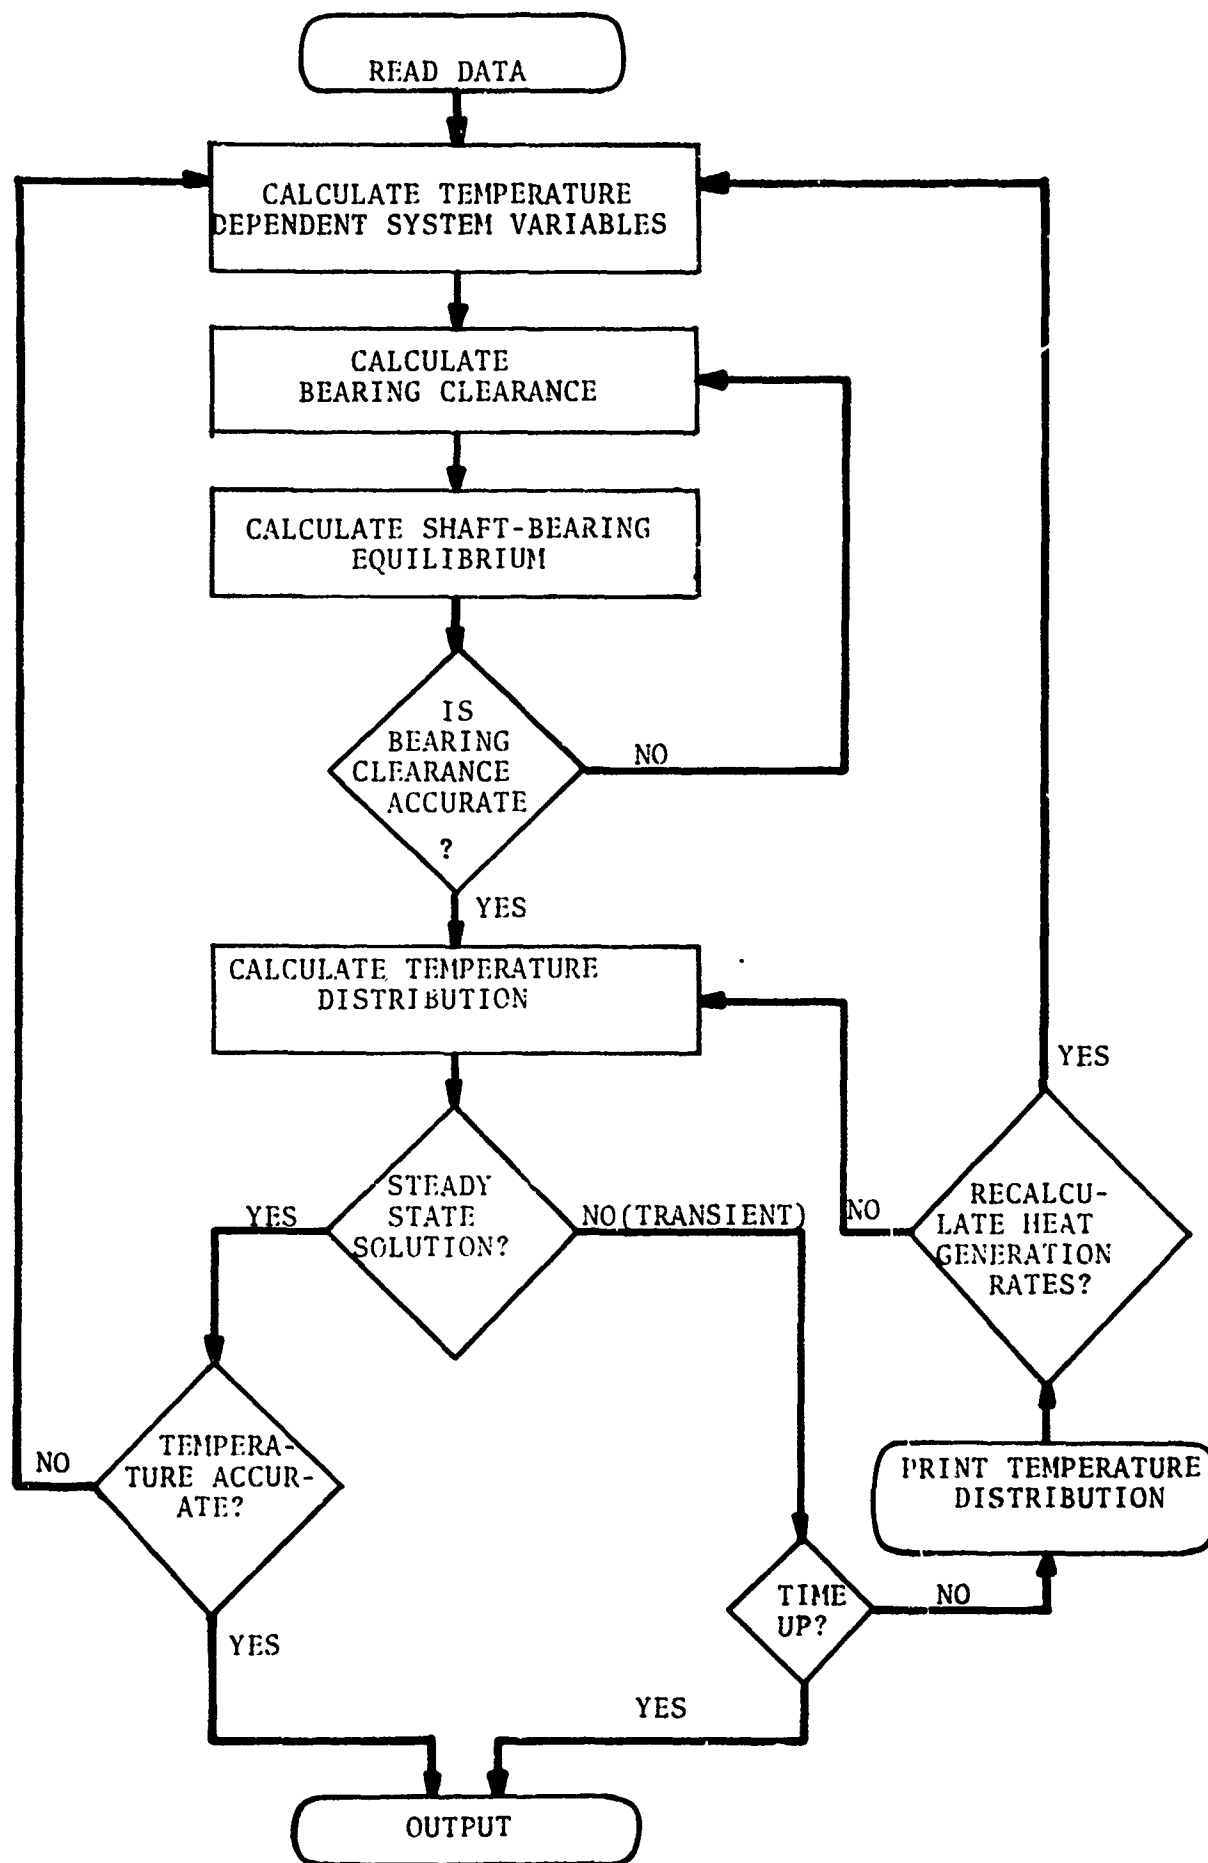 READ DATA
CALCULATE TEMPERATURE
DEPENDENT SYSTEM VARIABLES
CALCULATE
BEARING CLEARANCE
CALCULATE SHAFT-BEARING
EQUILIBRIUM
IS
BEARING
CLEARANCE
ACCURATE
?
NO
YES
CALCULATE TEMPERATURE
DISTRIBUTION
YES
STEADY
STATE
SOLUTION?
YES
NO(TRANSIENT)
NO
RECALCU-
LATE HEAT
GENERATION
RATES?
NO
TEMPERA-
TURE ACCUR-
ATE?
PRINT TEMPERATURE
DISTRIBUTION
TIME
UP?
NO
YES
YES
OUTPUT